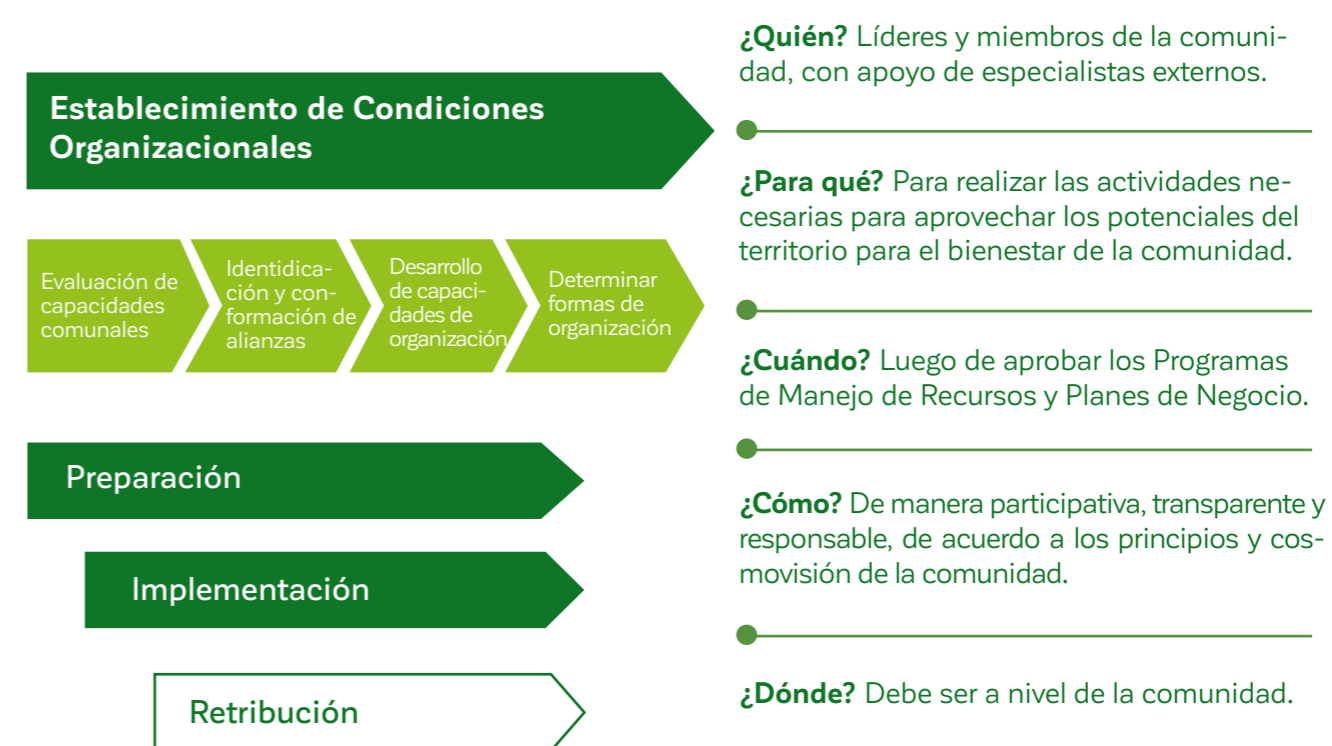 Establecimiento de Condiciones
Organizacionales
Evaluación de
capacidades
comunales
Identidica-
ción y con-
formación de
alianzas
Desarrollo
de capaci-
dades de
organización
Determinar
formas de
organización
Preparación
Implementación
Retribución
¿Quién? Líderes y miembros de la comuni-
dad, con apoyo de especialistas externos.
¿Para qué? Para realizar las actividades ne-
cesarias para aprovechar los potenciales del
territorio para el bienestar de la comunidad.
¿Cuándo? Luego de aprobar los Programas
de Manejo de Recursos y Planes de Negocio.
¿Cómo? De manera participativa, transparente y
responsable, de acuerdo a los principios y cos-
movisión de la comunidad.
¿Dónde? Debe ser a nivel de la comunidad.